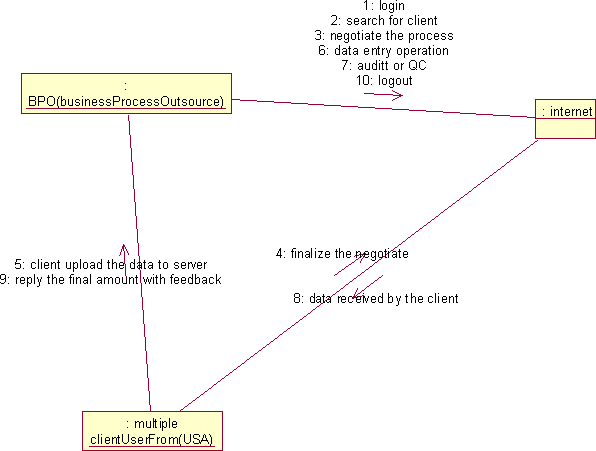 1: login
2: search for client
3: negotiate the process
6: data entry operation
7: auditt or QC
10: logout
:
BPO(businessProcessOutsource)
: internet
4: finalize the negotiate
5: client upload the data to server
9: reply the final amount with feedback
8: data received by the client
: multiple
clientUserFrom(USA)